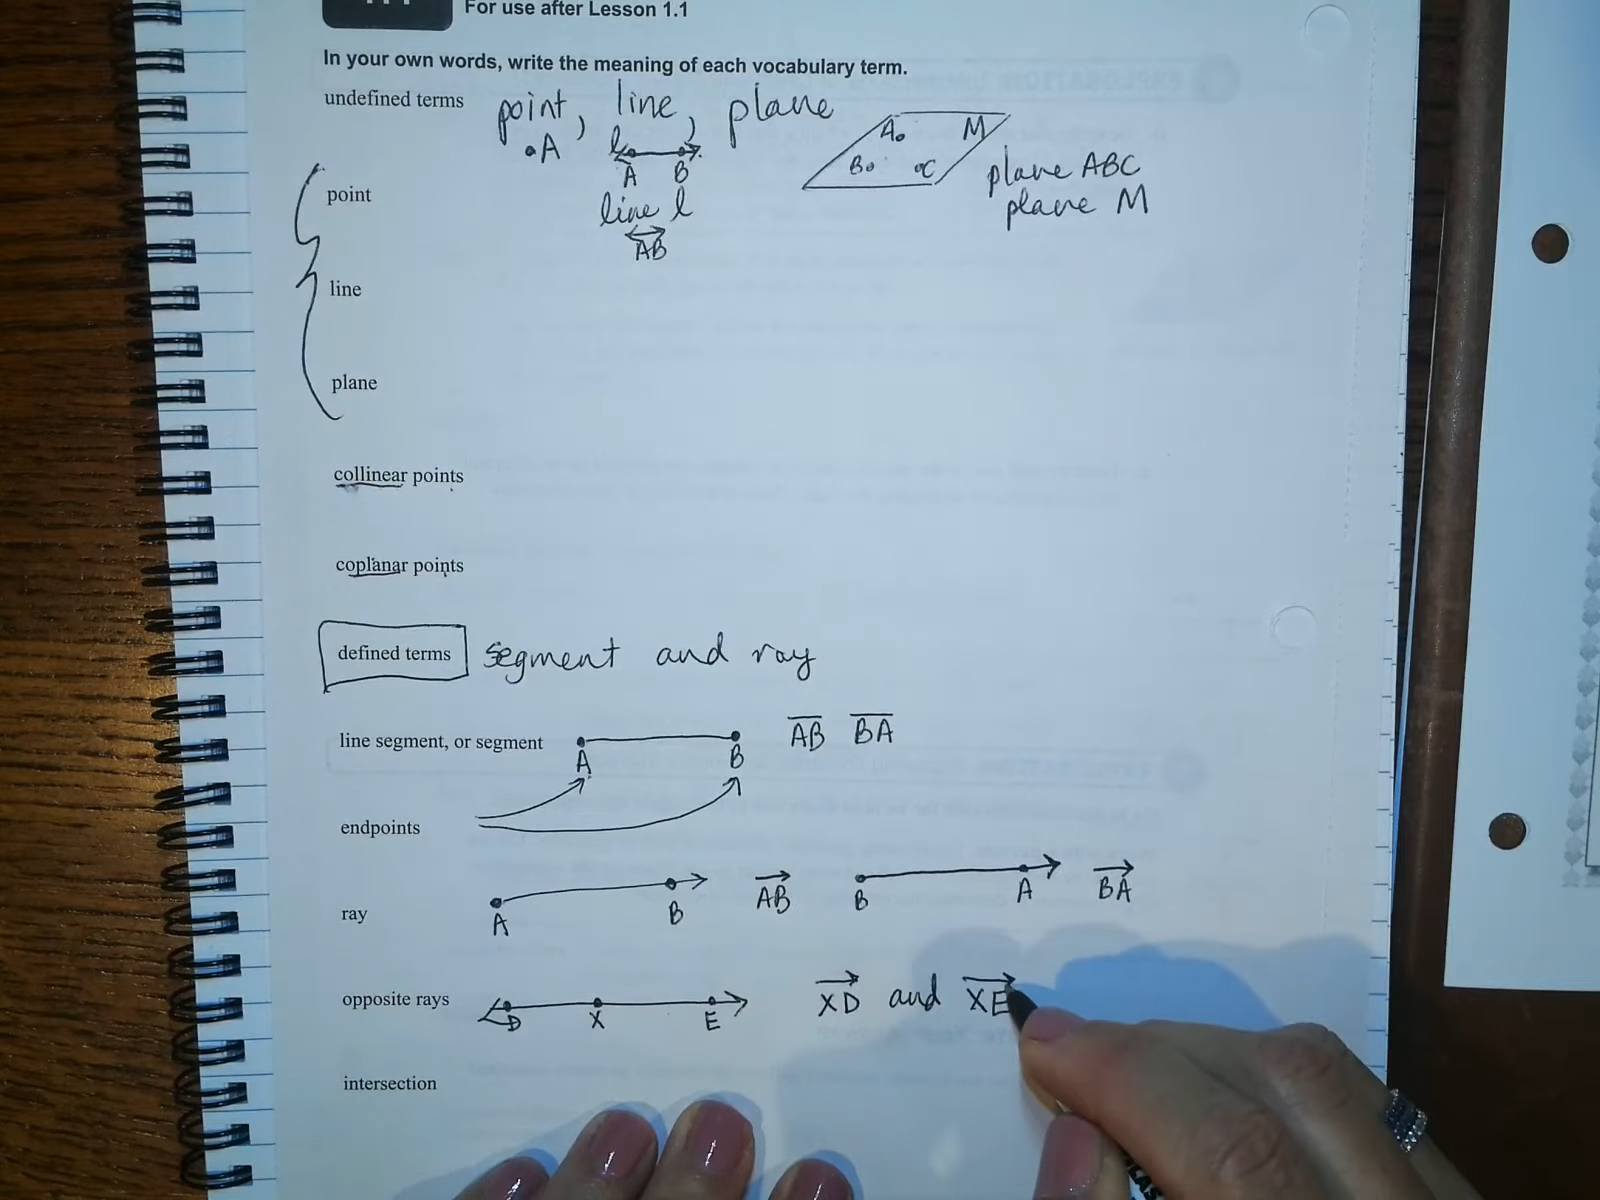 For use after Lesson 1.1
In your own words, write the meaning of each vocabulary term.
undefined terms point, line, plane
A l A B A M B C plane ABC
line l plane M
AB
point
line
plane
collinear points
coplanar points
defined terms segment and ray
line segment, or segment A B AB BA
endpoints
ray A B AB B A BA
opposite rays D X E XD and XE
intersection